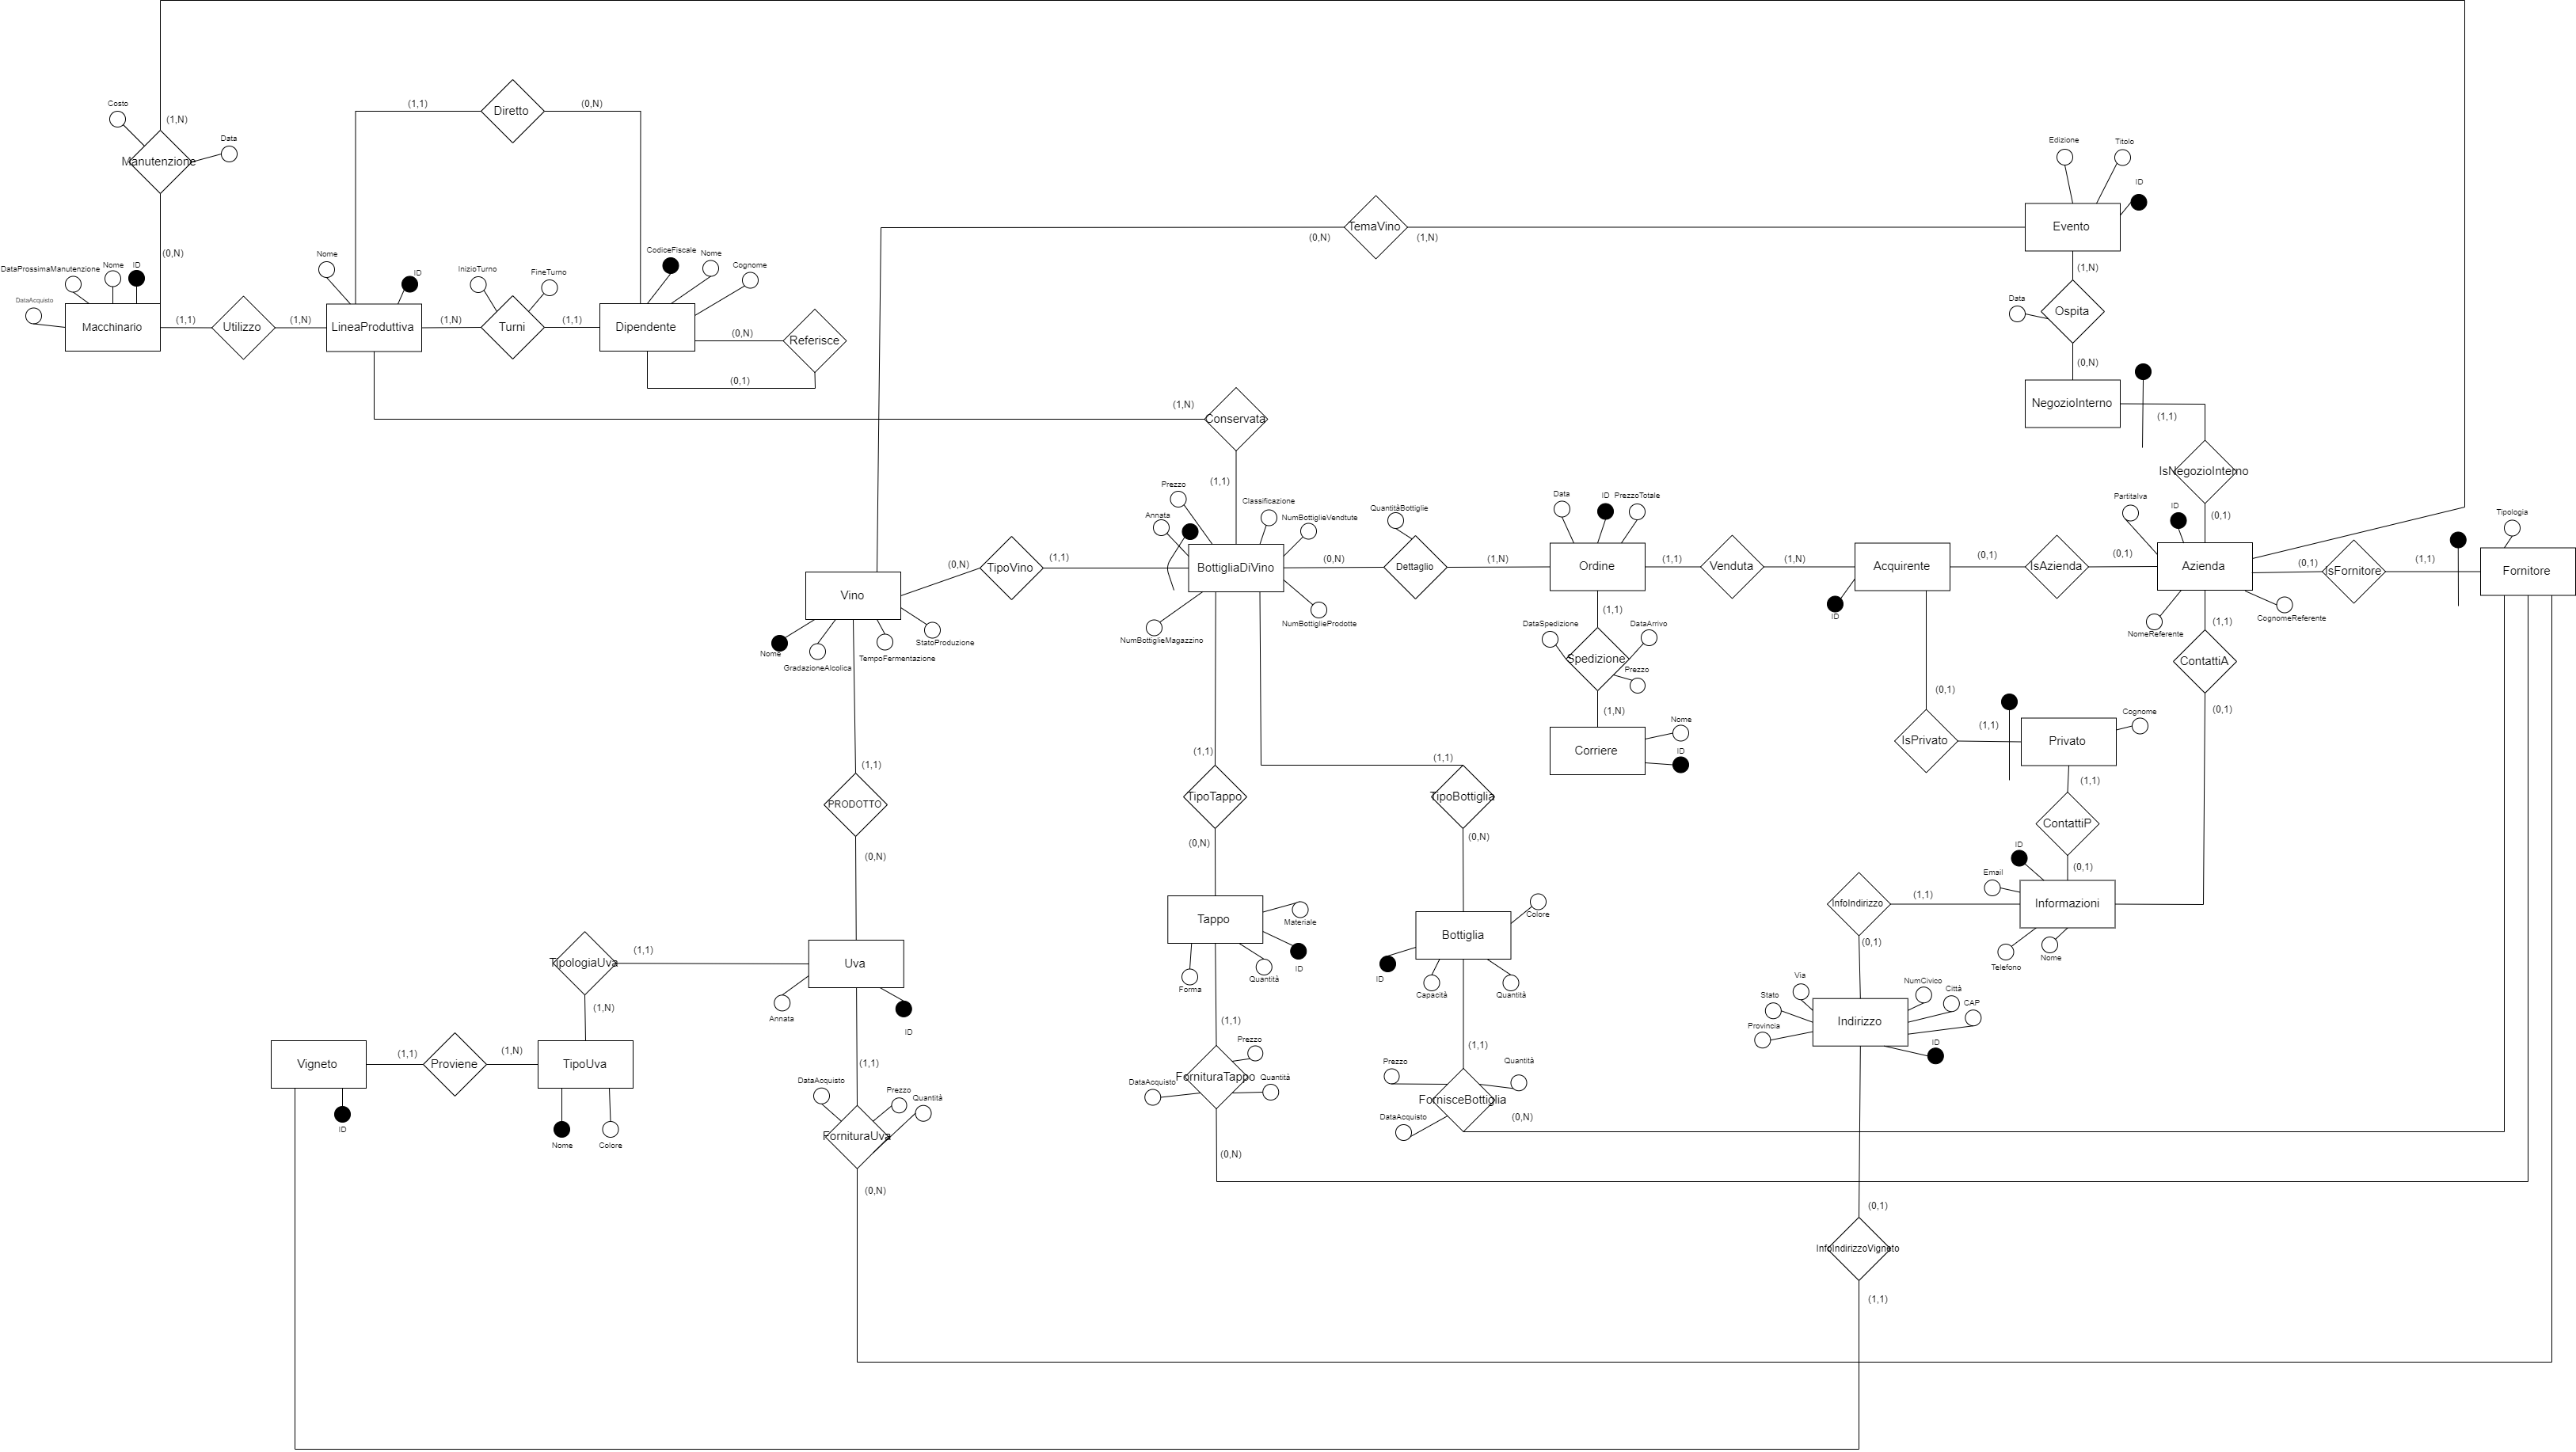 Costo
(1,N)
Data
Manutenzione
(0,N)
(1,1)
Diretto
(0,N)
Edizione
Titolo
ID
Evento
(0,N)
TemaVino
(1,N)
(1,N)
Data
Ospita
(0,N)
NegozioInterno
(1,1)
IsNegozioInterno
(0,1)
DataProssimaManutenzione
Nome
ID
DataAcquisto
Macchinario
(1,1)
Utilizzo
(1,N)
Nome
ID
LineaProduttiva
(1,N)
InizioTurno
FineTurno
Turni
(1,1)
CodiceFiscale
Nome
Cognome
Dipendente
(0,N)
Referisce
(0,1)
(1,N)
Conservata
(1,1)
Prezzo
Annata
Classificazione
NumBottiglieVendtute
BottigliaDiVino
NumBottiglieMagazzino
NumBottiglieProdotte
(0,N)
TipoVino
(1,1)
Vino
Nome
GradazioneAlcolica
TempoFermentazione
StatoProduzione
QuantitàBottiglie
(0,N)
Dettaglio
(1,N)
Data
ID
PrezzoTotale
Ordine
(1,1)
Venduta
(1,N)
Acquirente
ID
(0,1)
IsAzienda
(0,1)
PartitaIva
ID
Azienda
NomeReferente
CognomeReferente
(0,1)
IsFornitore
(1,1)
Tipologia
Fornitore
(1,1)
DataSpedizione
DataArrivo
Spedizione
Prezzo
(1,N)
Corriere
Nome
ID
(1,1)
ContattiA
(0,1)
(0,1)
IsPrivato
(1,1)
Privato
Cognome
(1,1)
ContattiP
(0,1)
ID
Email
Informazioni
Telefono
Nome
(1,1)
InfoIndirizzo
(0,1)
Via
Stato
Provincia
NumCivico
Città
CAP
Indirizzo
ID
(1,1)
PRODOTTO
(0,N)
(1,1)
TipoTappo
(0,N)
(1,1)
TipoBottiglia
(0,N)
Tappo
Materiale
ID
Quantità
Forma
Bottiglia
Colore
ID
Capacità
Quantità
TipologiaUva
(1,1)
(1,N)
Uva
Annata
ID
Vigneto
ID
(1,1)
Proviene
(1,N)
TipoUva
Nome
Colore
(1,1)
DataAcquisto
Prezzo
Quantità
FornituraUva
(0,N)
(1,1)
Prezzo
DataAcquisto
FornituraTappo
Quantità
(0,N)
(1,1)
Prezzo
Quantità
FornisceBottiglia
DataAcquisto
(0,N)
(0,1)
InfoIndirizzoVigneto
(1,1)